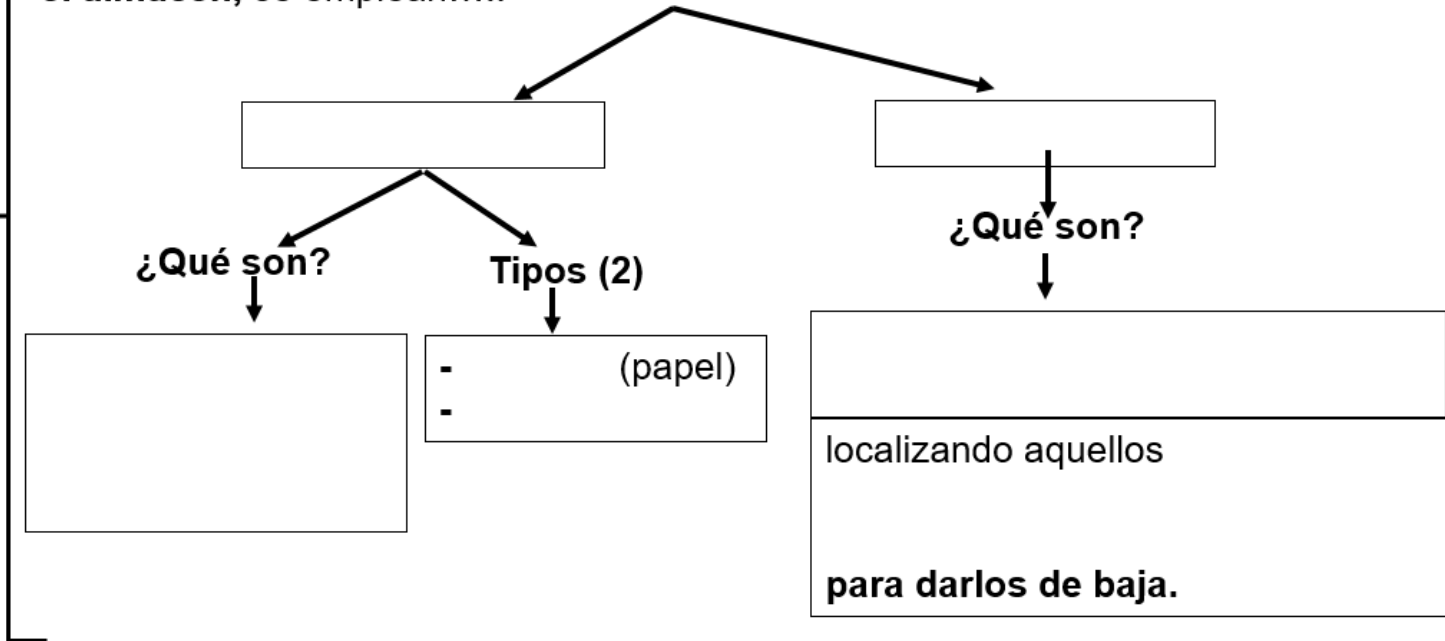 el almacén, se emplean.....
¿Qué son?
Tipos (2)
¿Qué son?
- (papel)
-
localizando aquellos
para darlos de baja.